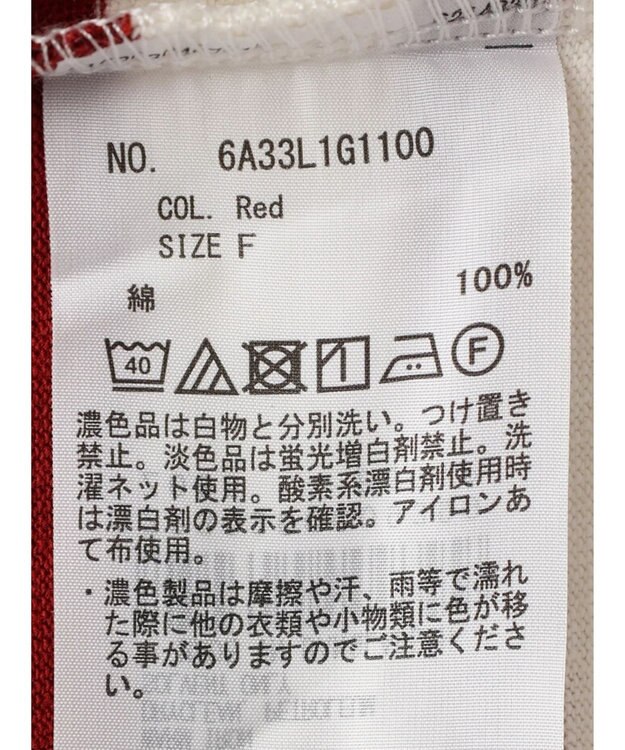 NO. 6A33L1G1100
COL. Red
SIZE F
綿 100%
40 F
濃色品は白物と分別洗い。つけ置き
禁止。淡色品は蛍光増白剤禁止。洗
濯ネット使用。酸素系漂白剤使用時
は漂白剤の表示を確認。アイロンあ
て布使用。
・濃色製品は摩擦や汗、雨等で濡れ
た際に他の衣類や小物類に色が移
る事がありますのでご注意くださ
い。